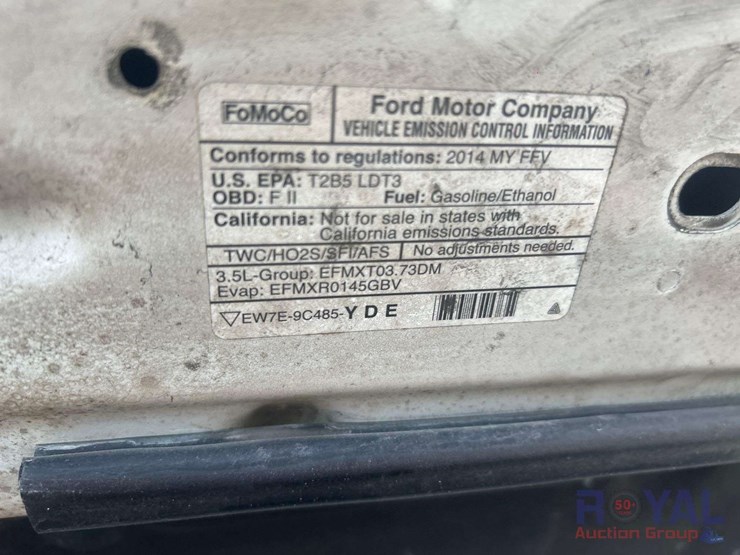 FoMoCo
Ford Motor Company
VEHICLE EMISSION CONTROL INFORMATION
Conforms to regulations: 2014 MY FFV
U.S. EPA: T2B5 LDT3
OBD: F II Fuel: Gasoline/Ethanol
California: Not for sale in states with
California emissions standards.
TWC/HO2S/SFI/AFS No adjustments needed.
3.5L-Group: EFMXT03.73DM
Evap: EFMXR0145GBV
EW7E-9C485-YDE
ROYAL
50
Auction Group